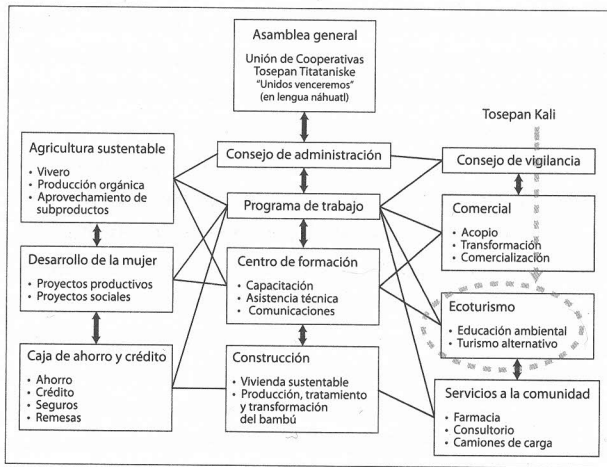 Asamblea general
Unión de Cooperativas
Tosepan Titataniske
“Unidos venceremos”
(en lengua náhuatl)
Tosepan Kali
Agricultura sustentable
• Vivero
• Producción orgánica
• Aprovechamiento de
subproductos
Consejo de administración
Consejo de vigilancia
Programa de trabajo
Comercial
• Acopio
• Transformación
• Comercialización
Desarrollo de la mujer
• Proyectos productivos
• Proyectos sociales
Centro de formación
• Capacitación
• Asistencia técnica
• Comunicaciones
Ecoturismo
• Educación ambiental
• Turismo alternativo
Caja de ahorro y crédito
• Ahorro
• Crédito
• Seguros
• Remesas
Construcción
• Vivienda sustentable
• Producción, tratamiento
y transformación
del bambú
Servicios a la comunidad
• Farmacia
• Consultorio
• Camiones de carga